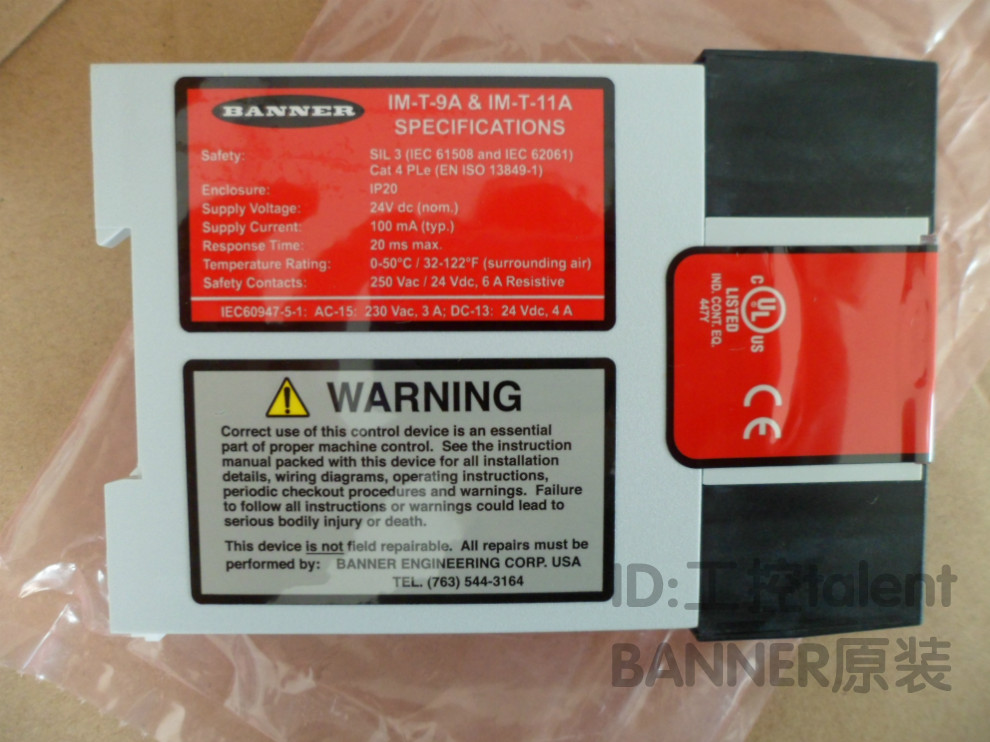 BANNER
IM-T-9A & IM-T-11A
SPECIFICATIONS
Safety: SIL 3 (IEC 61508 and IEC 62061)
Cat 4 PLe (EN ISO 13849-1)
Enclosure: IP20
Supply Voltage: 24V dc (nom.)
Supply Current: 100 mA (typ.)
Response Time: 20 ms max.
Temperature Rating: 0-50°C / 32-122°F (surrounding air)
Safety Contacts: 250 Vac / 24 Vdc, 6 A Resistive
IEC60947-5-1: AC-15: 230 Vac, 3 A; DC-13: 24 Vdc, 4 A
WARNING
Correct use of this control device is an essential
part of proper machine control. See the instruction
manual packed with this device for all installation
details, wiring diagrams, operating instructions,
periodic checkout procedures and warnings. Failure
to follow all instructions or warnings could lead to
serious bodily injury or death.
This device is not field repairable. All repairs must be
performed by: BANNER ENGINEERING CORP. USA
TEL. (763) 544-3164
C UL US
LISTED
IND. CONT. EQ.
447Y
CE
ID:工控talent
BANNER原装